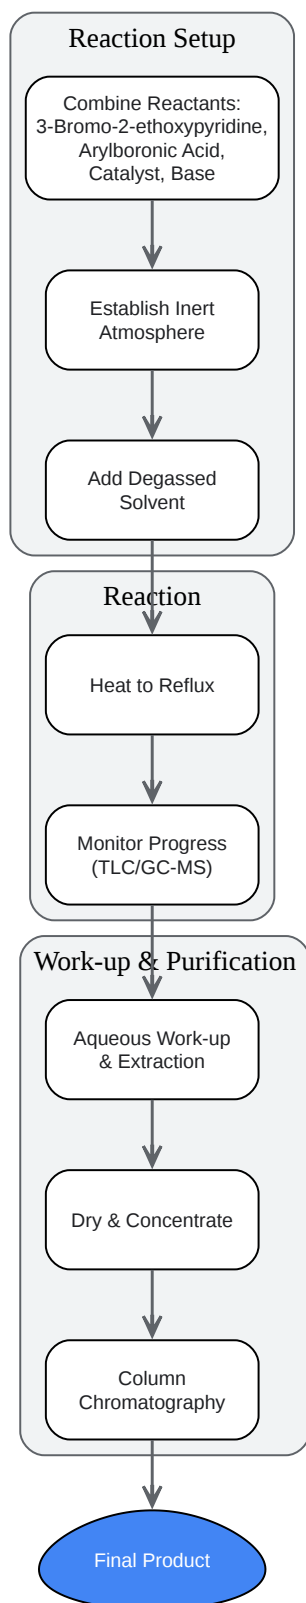 Reaction Setup
Combine Reactants:
3-Bromo-2-ethoxypyridine,
Arylboronic Acid,
Catalyst, Base
Establish Inert
Atmosphere
Add Degassed
Solvent
Reaction
Heat to Reflux
Monitor Progress
(TLC/GC-MS)
Work-up & Purification
Aqueous Work-up
& Extraction
Dry & Concentrate
Column
Chromatography
Final Product